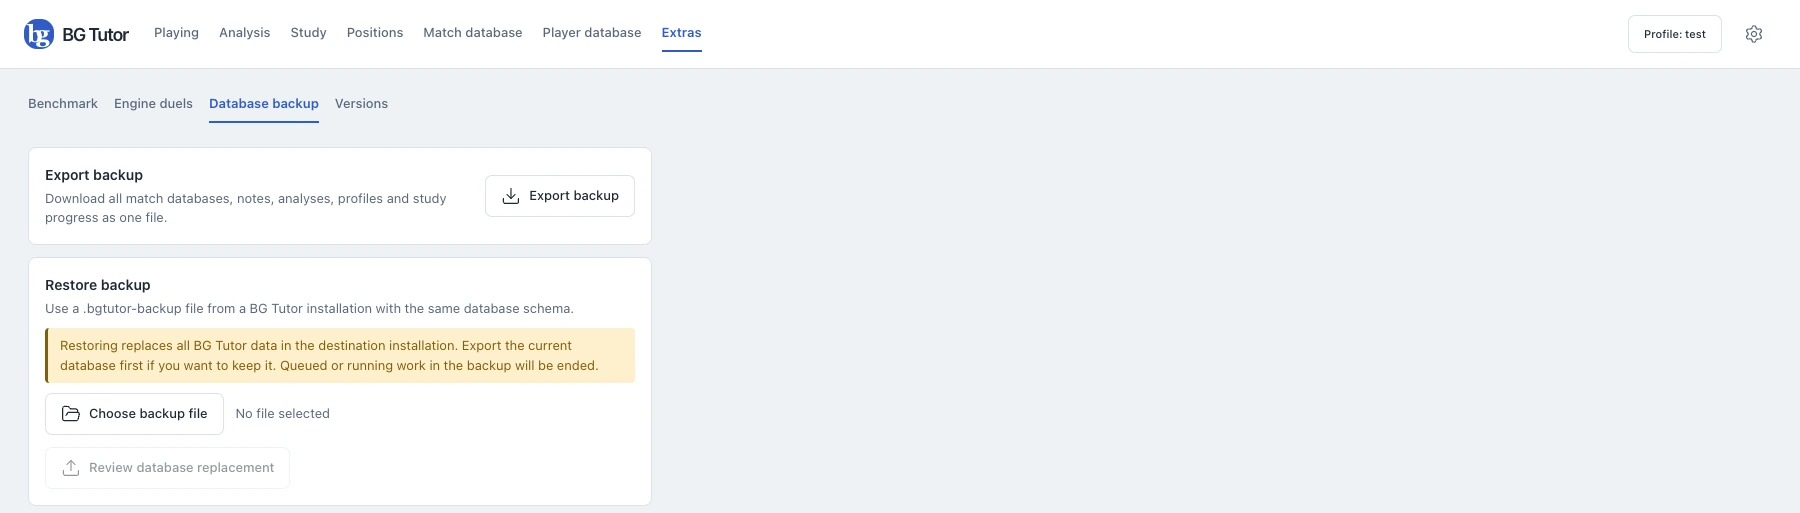 bg BG Tutor Playing Analysis Study Positions Match database Player database Extras Profile: test
Benchmark Engine duels Database backup Versions
Export backup
Download all match databases, notes, analyses, profiles and study
progress as one file.
Export backup
Restore backup
Use a .bgtutor-backup file from a BG Tutor installation with the same database schema.
Restoring replaces all BG Tutor data in the destination installation. Export the current
database first if you want to keep it. Queued or running work in the backup will be ended.
Choose backup file No file selected
Review database replacement